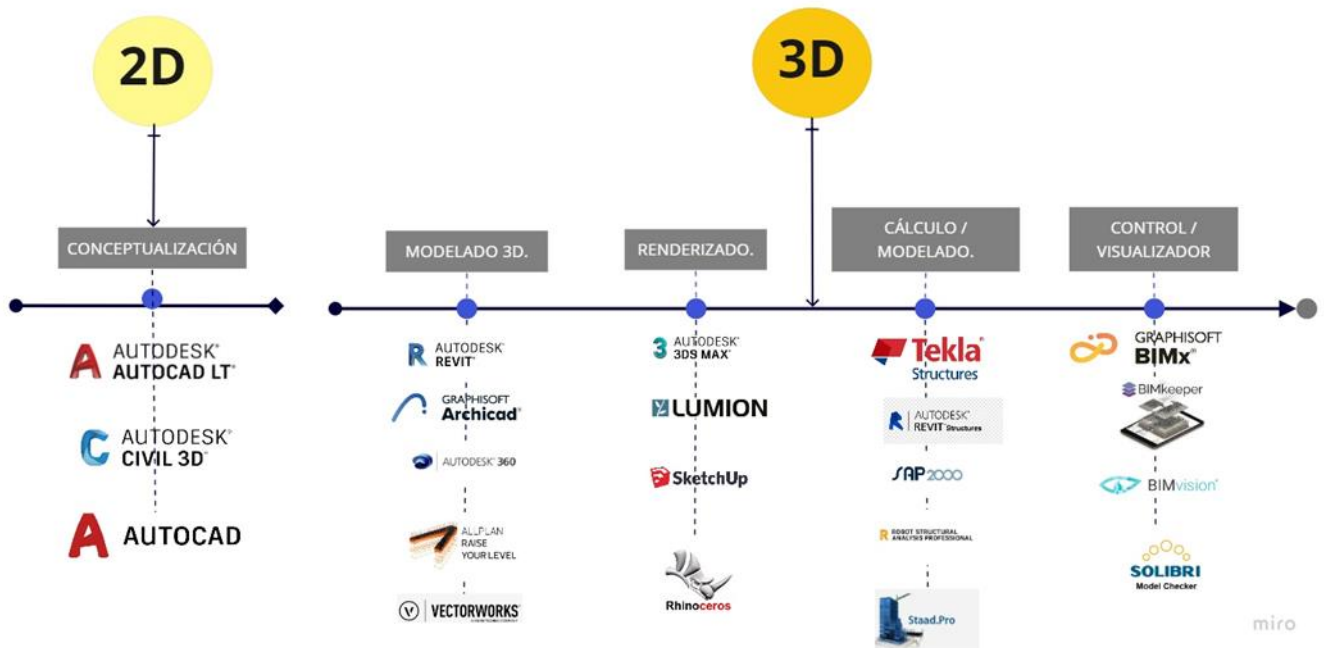 2D
3D
CONCEPTUALIZACIÓN
MODELADO 3D.
RENDERIZADO.
CÁLCULO /
MODELADO.
CONTROL /
VISUALIZADOR
AUTODESK®
AUTOCAD LT®
AUTODESK®
CIVIL 3D®
AUTOCAD
AUTODESK®
REVIT®
GRAPHISOFT
Archicad®
AUTODESK® 360
ALLPLAN
RAISE
YOUR LEVEL
VECTORWORKS®
AUTODESK®
3DS MAX®
LUMION
SketchUp
Rhinoceros
Tekla®
Structures
AUTODESK®
REVIT® Structures
SAP2000
ROBOT STRUCTURAL
ANALYSIS PROFESSIONAL
Staad.Pro
GRAPHISOFT
BIMx®
BIMkeeper
BIMvision®
SOLIBRI
Model Checker
miro